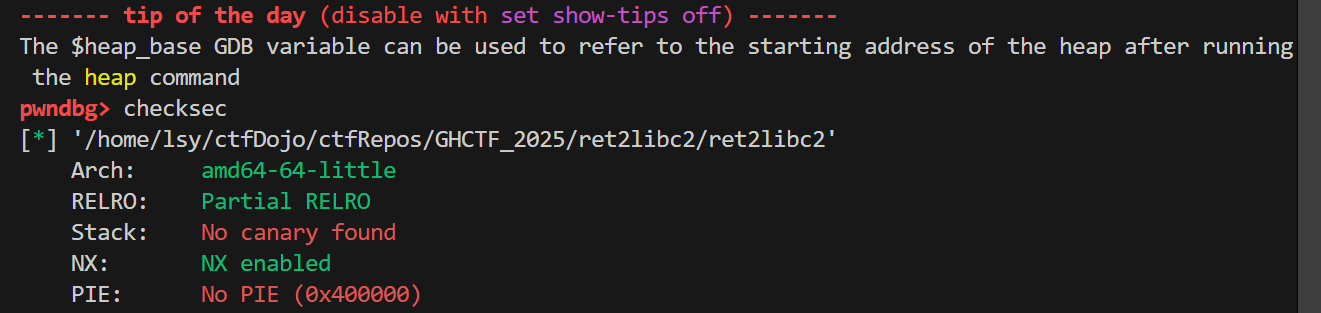 ------- tip of the day (disable with set show-tips off) -------
The $heap_base GDB variable can be used to refer to the starting address of the heap after running
 the heap command
pwndbg> checksec
[*] '/home/lsy/ctfDojo/ctfRepos/GHCTF_2025/ret2libc2/ret2libc2'
    Arch:     amd64-64-little
    RELRO:    Partial RELRO
    Stack:    No canary found
    NX:       NX enabled
    PIE:      No PIE (0x400000)